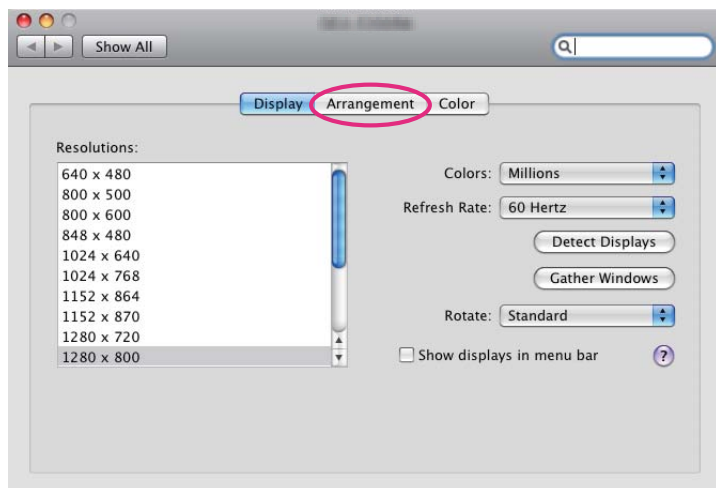 Show All
Display Arrangement Color
Resolutions:
640 x 480
800 x 500
800 x 600
848 x 480
1024 x 640
1024 x 768
1152 x 864
1152 x 870
1280 x 720
1280 x 800
Colors: Millions
Refresh Rate: 60 Hertz
Detect Displays
Gather Windows
Rotate: Standard
Show displays in menu bar ?